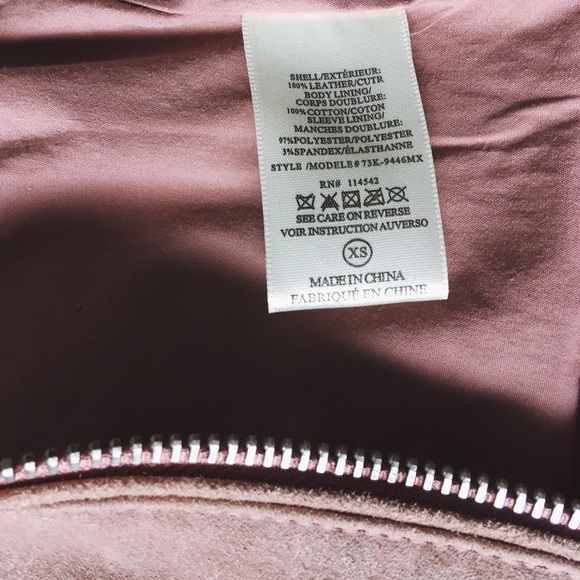 SHELL/EXTÉRIEUR:
100% LEATHER/CUIR
BODY LINING/
CORPS DOUBLURE:
100% COTTON/COTON
SLEEVE LINING/
MANCHES DOUBLURE:
97%POLYESTER/POLYESTER
3%SPANDEX/ÉLASTHANNE
STYLE /MODELE# 73K-9446MX
RN# 114542
SEE CARE ON REVERSE
VOIR INSTRUCTION AUVERSO
XS
MADE IN CHINA
FABRIQUÉ EN CHINE